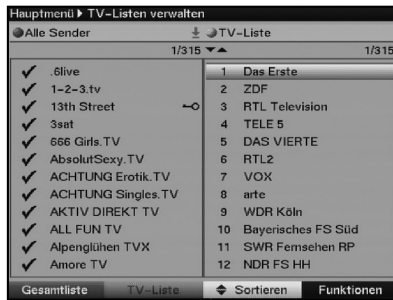 Hauptmenü ▶ TV-Listen verwalten
Alle Sender
TV-Liste
1/315
1/315
.6live
1-2-3.tv
13th Street
3sat
666 Girls.TV
AbsolutSexy.TV
ACHTUNG Erotik.TV
ACHTUNG Singles.TV
AKTIV DIREKT TV
ALL FUN TV
Alpenglühen TVX
Amore TV
1 Das Erste
2 ZDF
3 RTL Television
4 TELE 5
5 DAS VIERTE
6 RTL2
7 VOX
8 arte
9 WDR Köln
10 Bayerisches FS Süd
11 SWR Fernsehen RP
12 NDR FS HH
Gesamtliste
TV-Liste
Sortieren
Funktionen